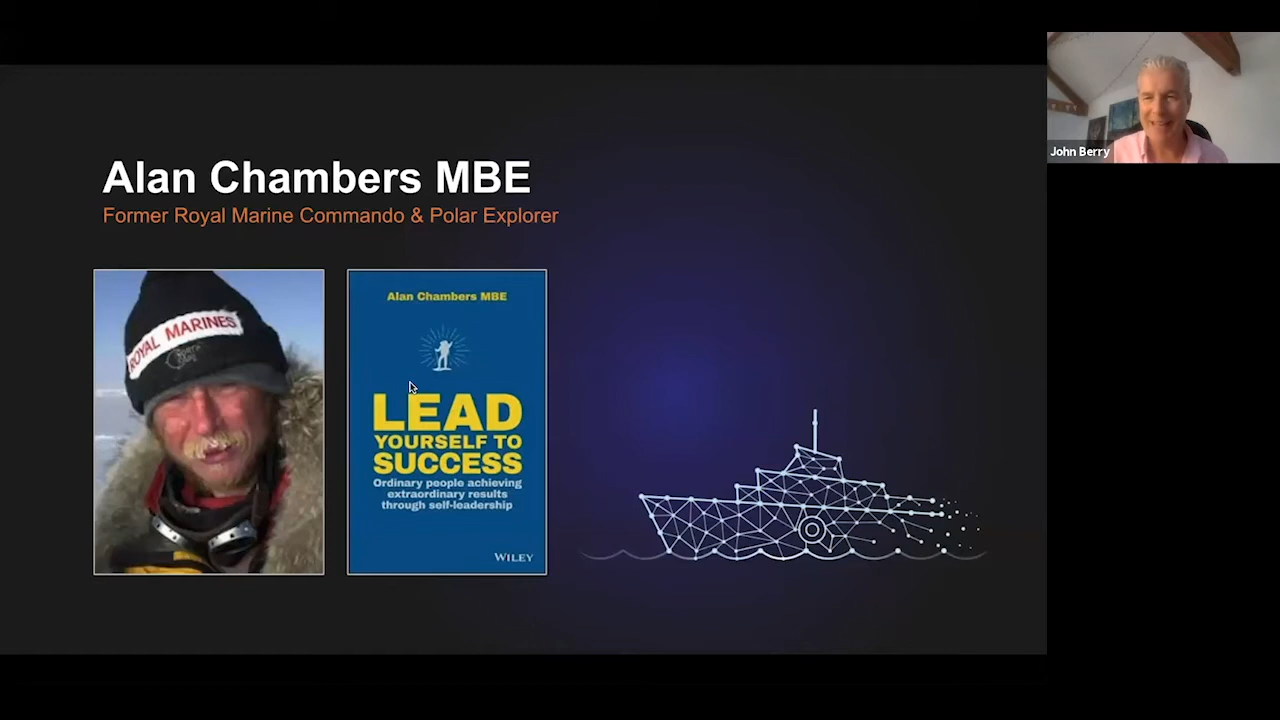 Alan Chambers MBE
Former Royal Marine Commando & Polar Explorer
ROYAL MARINES
Alan Chambers MBE
LEAD
YOURSELF TO
SUCCESS
Ordinary people achieving
extraordinary results
through self-leadership
WILEY
John Berry